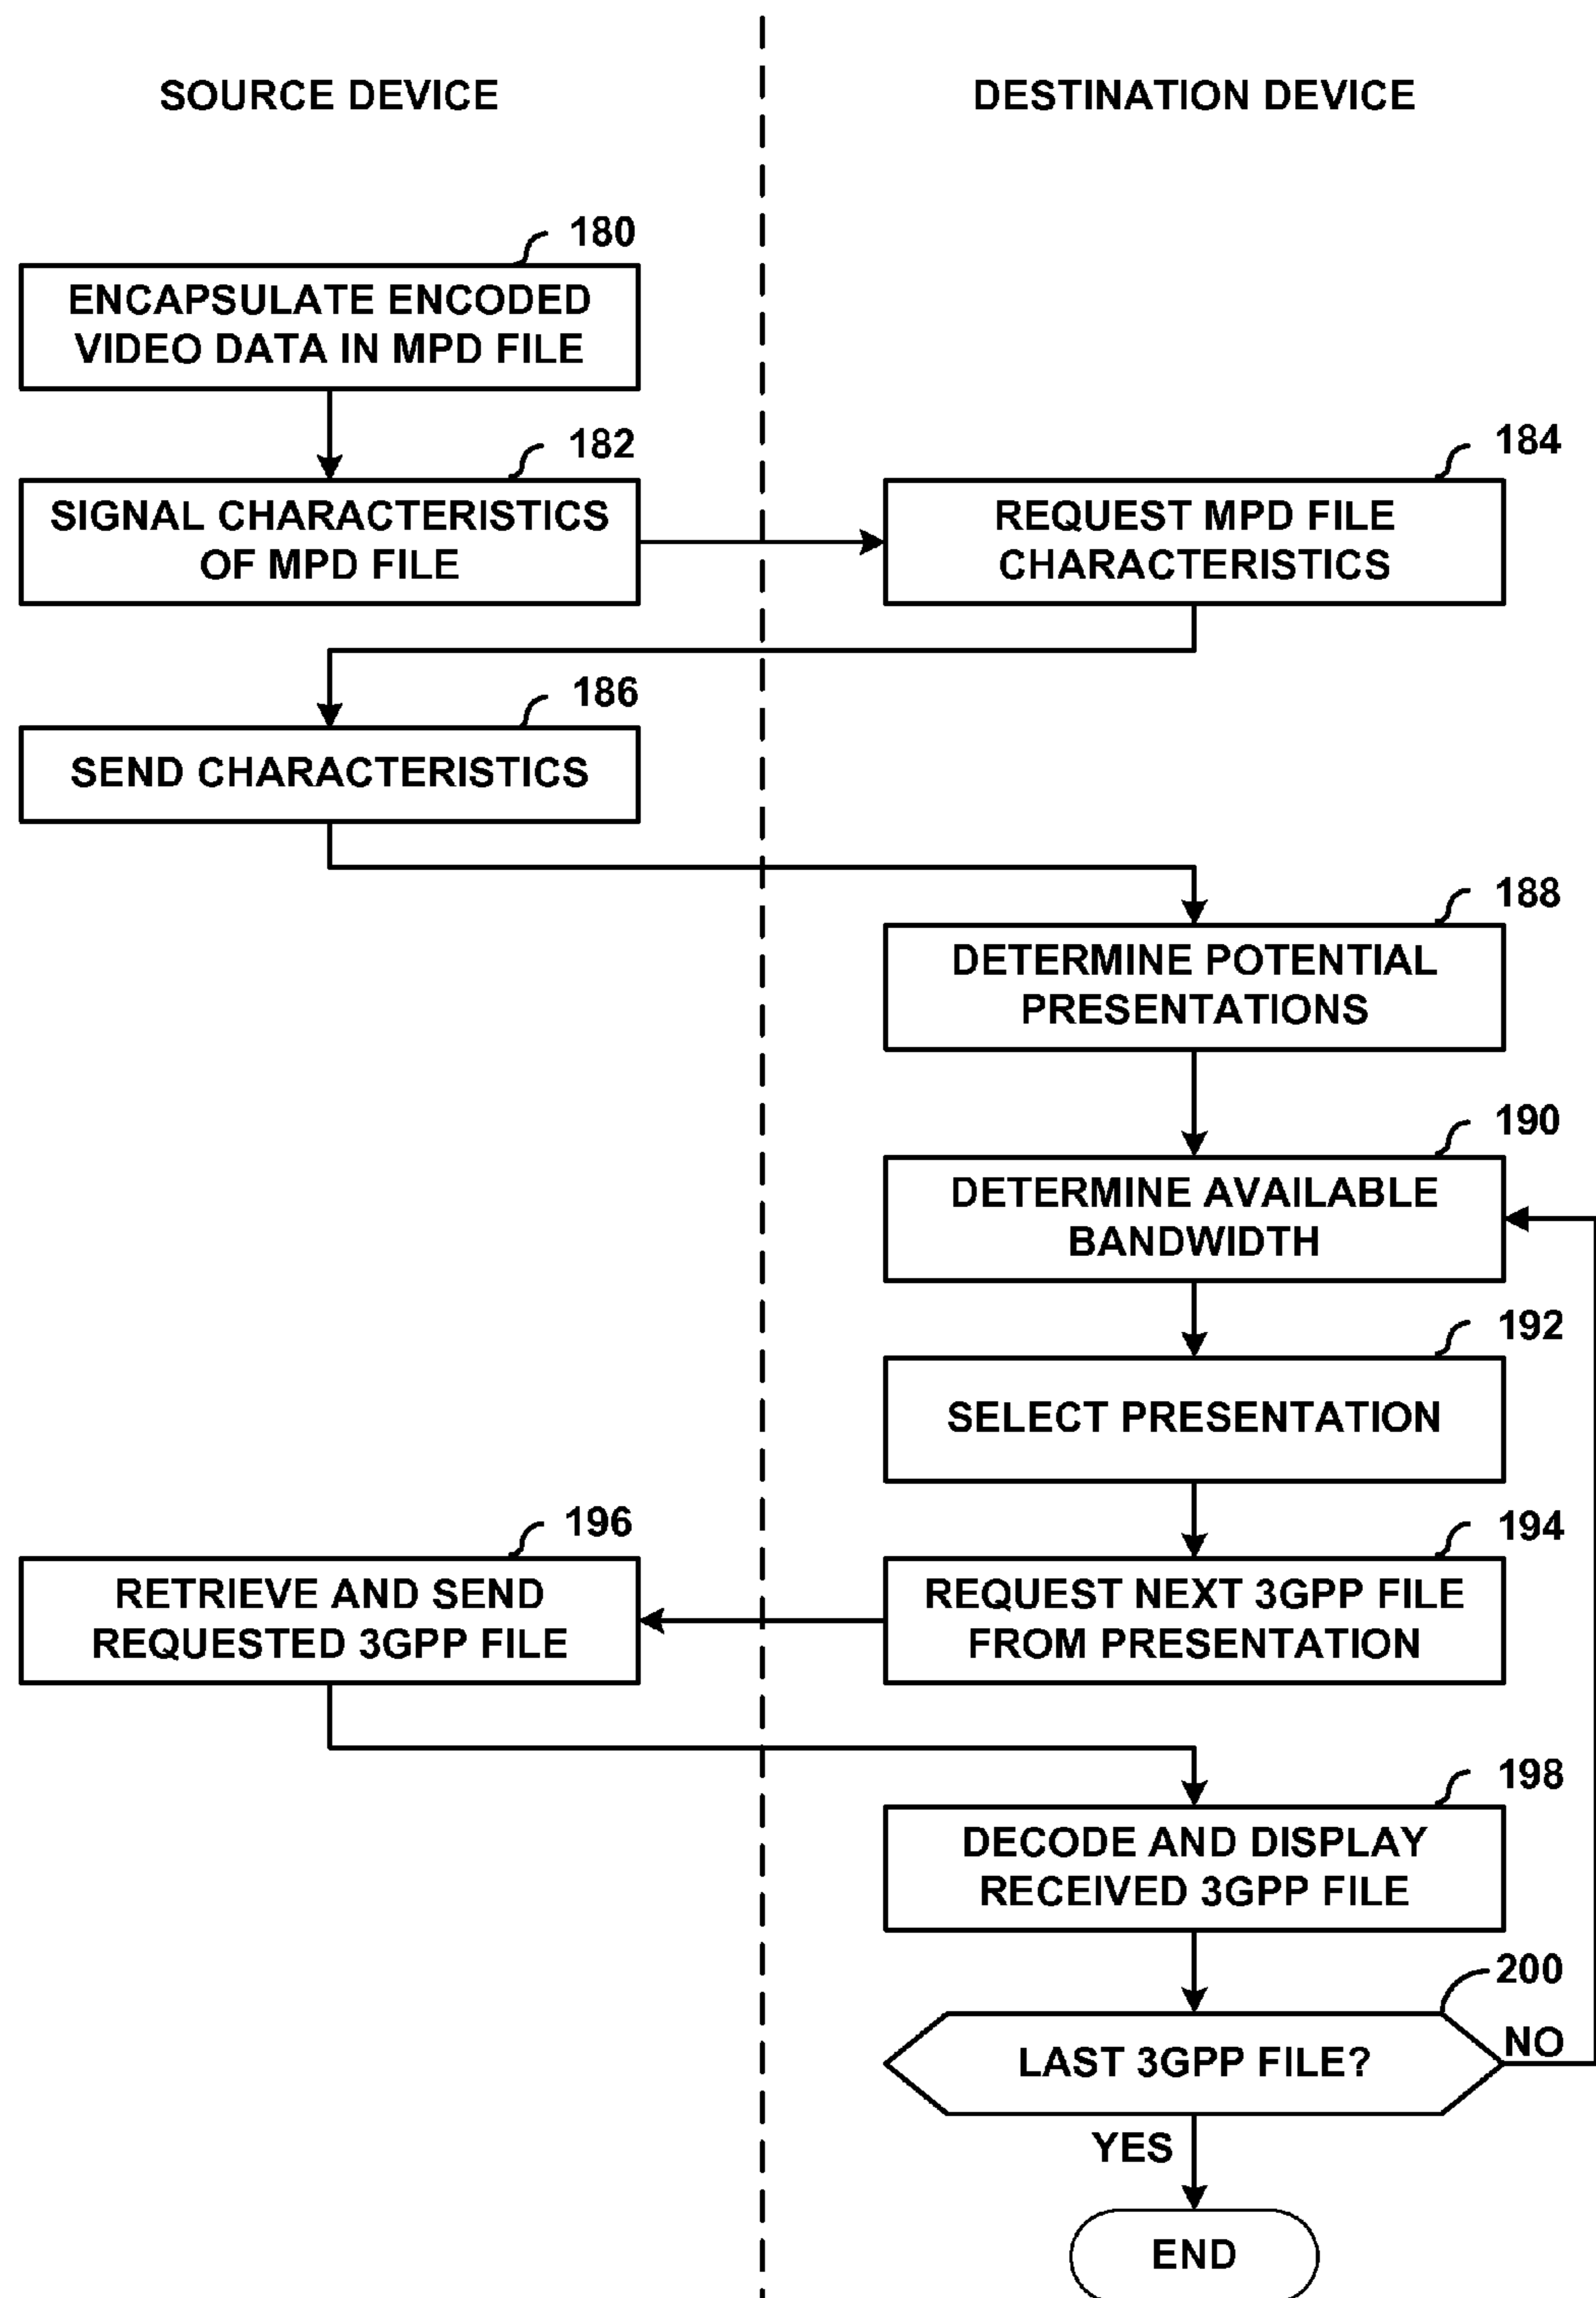 SOURCE DEVICE
DESTINATION DEVICE
180
ENCAPSULATE ENCODED
VIDEO DATA IN MPD FILE
182
SIGNAL CHARACTERISTICS
OF MPD FILE
184
REQUEST MPD FILE
CHARACTERISTICS
186
SEND CHARACTERISTICS
188
DETERMINE POTENTIAL
PRESENTATIONS
190
DETERMINE AVAILABLE
BANDWIDTH
192
SELECT PRESENTATION
194
REQUEST NEXT 3GPP FILE
FROM PRESENTATION
196
RETRIEVE AND SEND
REQUESTED 3GPP FILE
198
DECODE AND DISPLAY
RECEIVED 3GPP FILE
200
LAST 3GPP FILE?
NO
YES
END